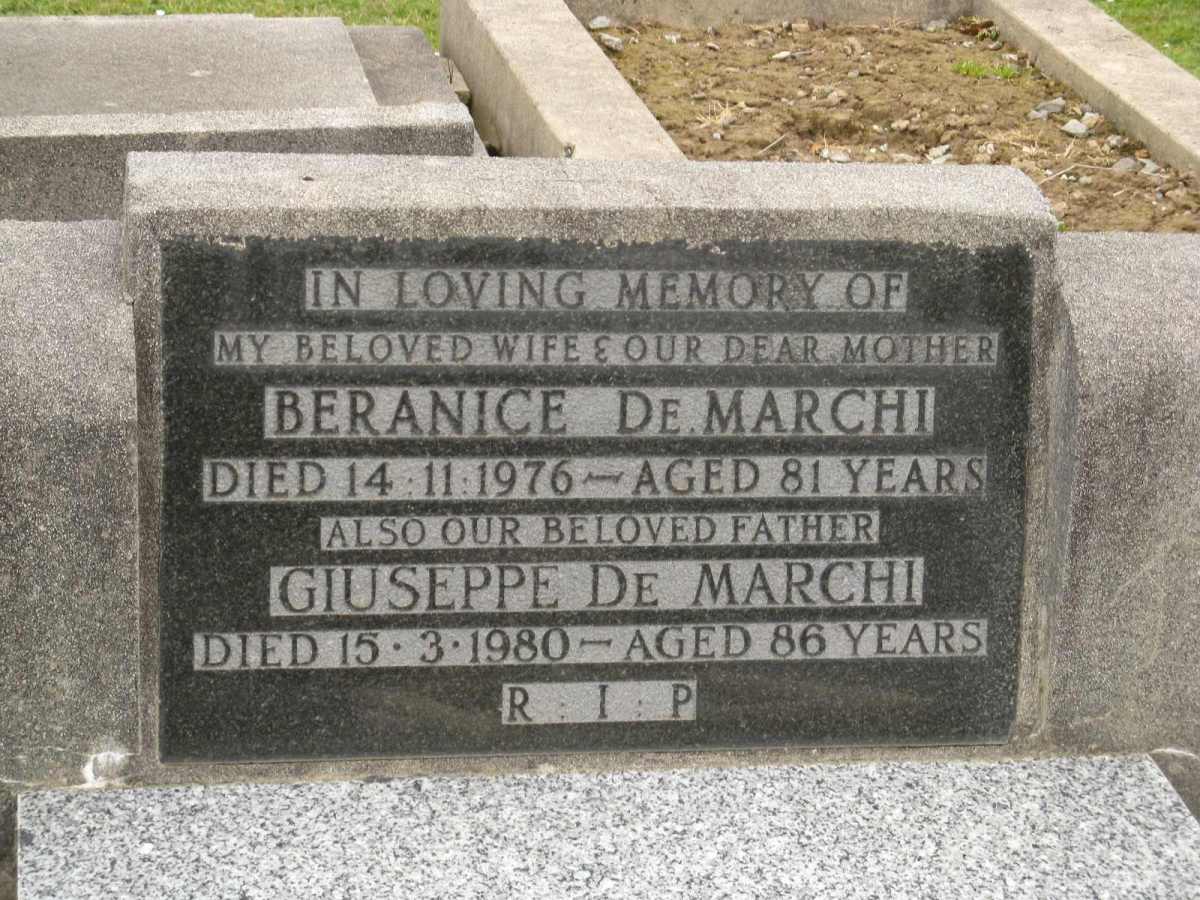 IN LOVING MEMORY OF
MY BELOVED WIFE & OUR DEAR MOTHER
BERANICE DE MARCHI
DIED 14·11·1976 — AGED 81 YEARS
ALSO OUR BELOVED FATHER
GIUSEPPE DE MARCHI
DIED 15·3·1980 — AGED 86 YEARS
R : I : P